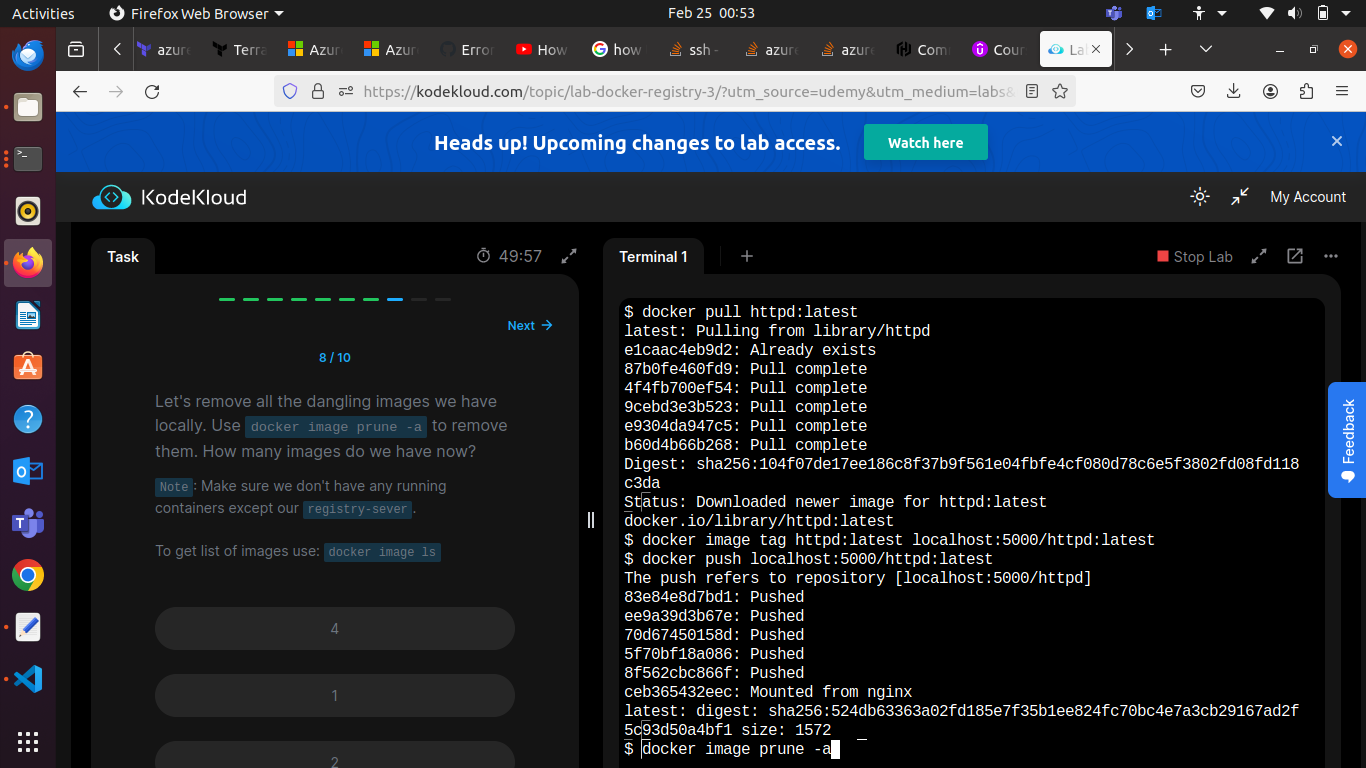 Activities
Firefox Web Browser
Feb 25 00:53
azure
Terra
Azur
Azur
Error
How
how
ssh -
azur
azur
Com
Cour
La
https://kodekloud.com/topic/lab-docker-registry-3/?utm_source=udemy&utm_medium=labs&
Heads up! Upcoming changes to lab access.
Watch here
KodeKloud
My Account
Task
49:57
Terminal 1
Stop Lab
Next
8 / 10
Let's remove all the dangling images we have
locally. Use docker image prune -a to remove
them. How many images do we have now?
Note: Make sure we don't have any running
containers except our registry-sever.
To get list of images use: docker image ls
4
1
2
$ docker pull httpd:latest
latest: Pulling from library/httpd
e1caac4eb9d2: Already exists
87b0fe460fd9: Pull complete
4f4fb700ef54: Pull complete
9cebd3e3b523: Pull complete
e9304da947c5: Pull complete
b60d4b66b268: Pull complete
Digest: sha256:104f07de17ee186c8f37b9f561e04fbfe4cf080d78c6e5f3802fd08fd118
c3da
Status: Downloaded newer image for httpd:latest
docker.io/library/httpd:latest
$ docker image tag httpd:latest localhost:5000/httpd:latest
$ docker push localhost:5000/httpd:latest
The push refers to repository [localhost:5000/httpd]
83e84e8d7bd1: Pushed
ee9a39d3b67e: Pushed
70d67450158d: Pushed
5f70bf18a086: Pushed
8f562cbc866f: Pushed
ceb365432eec: Mounted from nginx
latest: digest: sha256:524db63363a02fd185e7f35b1ee824fc70bc4e7a3cb29167ad2f
5c93d50a4bf1 size: 1572
$ docker image prune -a
Feedback